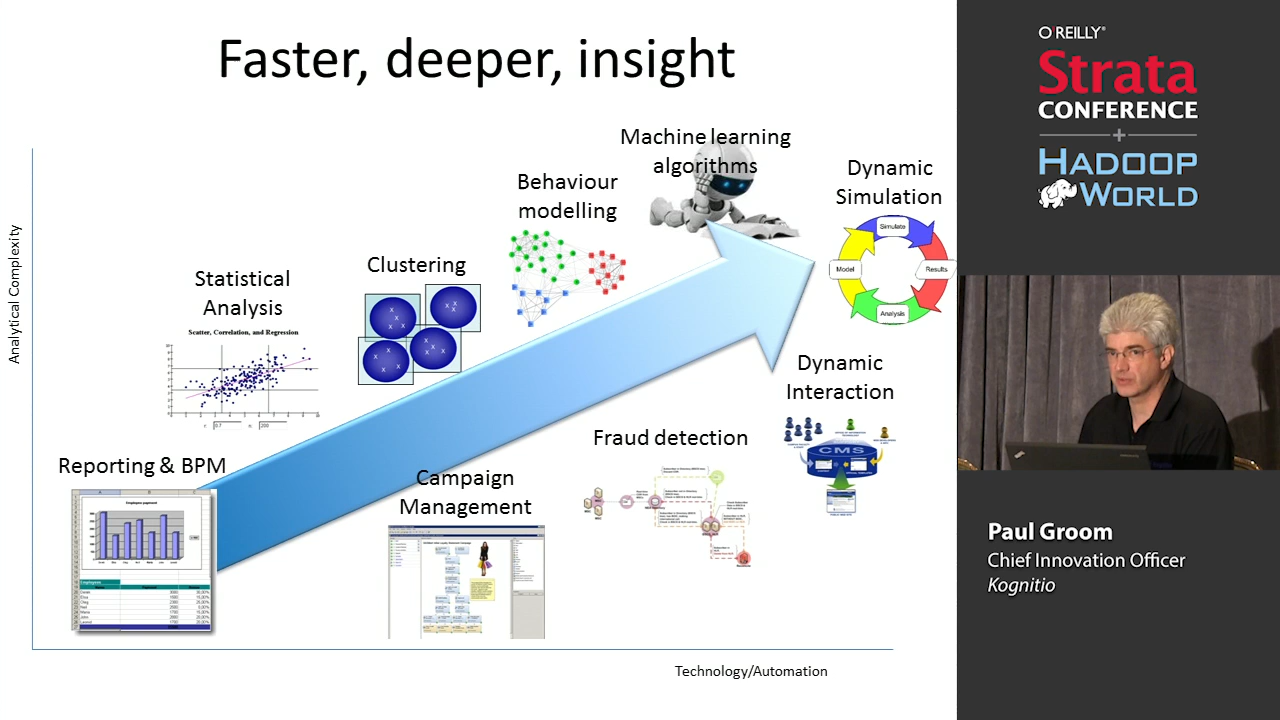 Faster, deeper, insight
Analytical Complexity
Technology/Automation
Reporting & BPM
Statistical
Analysis
Scatter, Correlation, and Regression
Clustering
Behaviour
modelling
Machine learning
algorithms
Dynamic
Simulation
Simulate
Model
Results
Analysis
Dynamic
Interaction
CMS
Fraud detection
Campaign
Management
Employees
O'REILLY®
Strata
CONFERENCE
+
HADOOP
WORLD
Paul Groom
Chief Innovation Officer
Kognitio